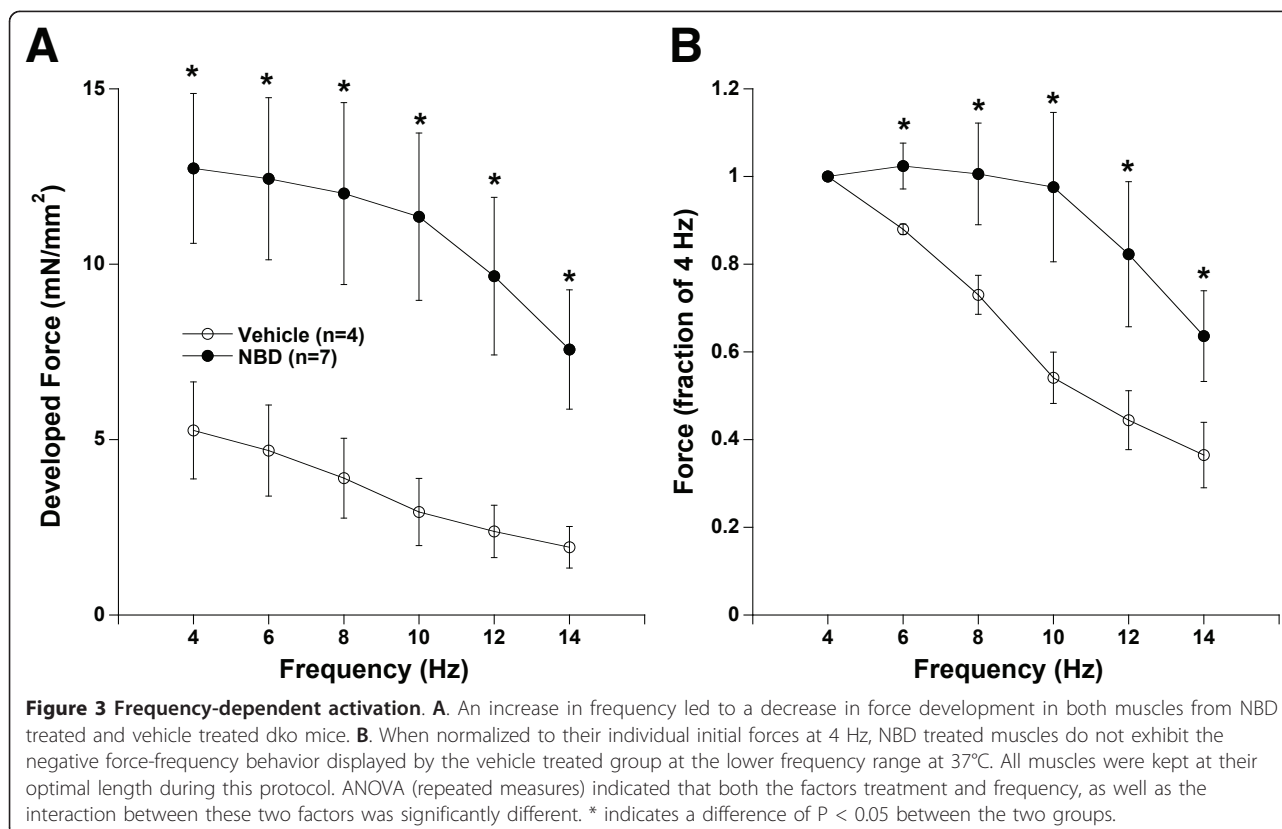 A
B
* * * * * *
* * * * *
15
10
5
0
Developed Force (mN/mm²)
Vehicle (n=4)
NBD (n=7)
4 6 8 10 12 14
Frequency (Hz)
1.2
1
0.8
0.6
0.4
0.2
0
Force (fraction of 4 Hz)
4 6 8 10 12 14
Frequency (Hz)
Figure 3 Frequency-dependent activation. A. An increase in frequency led to a decrease in force development in both muscles from NBD
treated and vehicle treated dko mice. B. When normalized to their individual initial forces at 4 Hz, NBD treated muscles do not exhibit the
negative force-frequency behavior displayed by the vehicle treated group at the lower frequency range at 37°C. All muscles were kept at their
optimal length during this protocol. ANOVA (repeated measures) indicated that both the factors treatment and frequency, as well as the
interaction between these two factors was significantly different. * indicates a difference of P < 0.05 between the two groups.